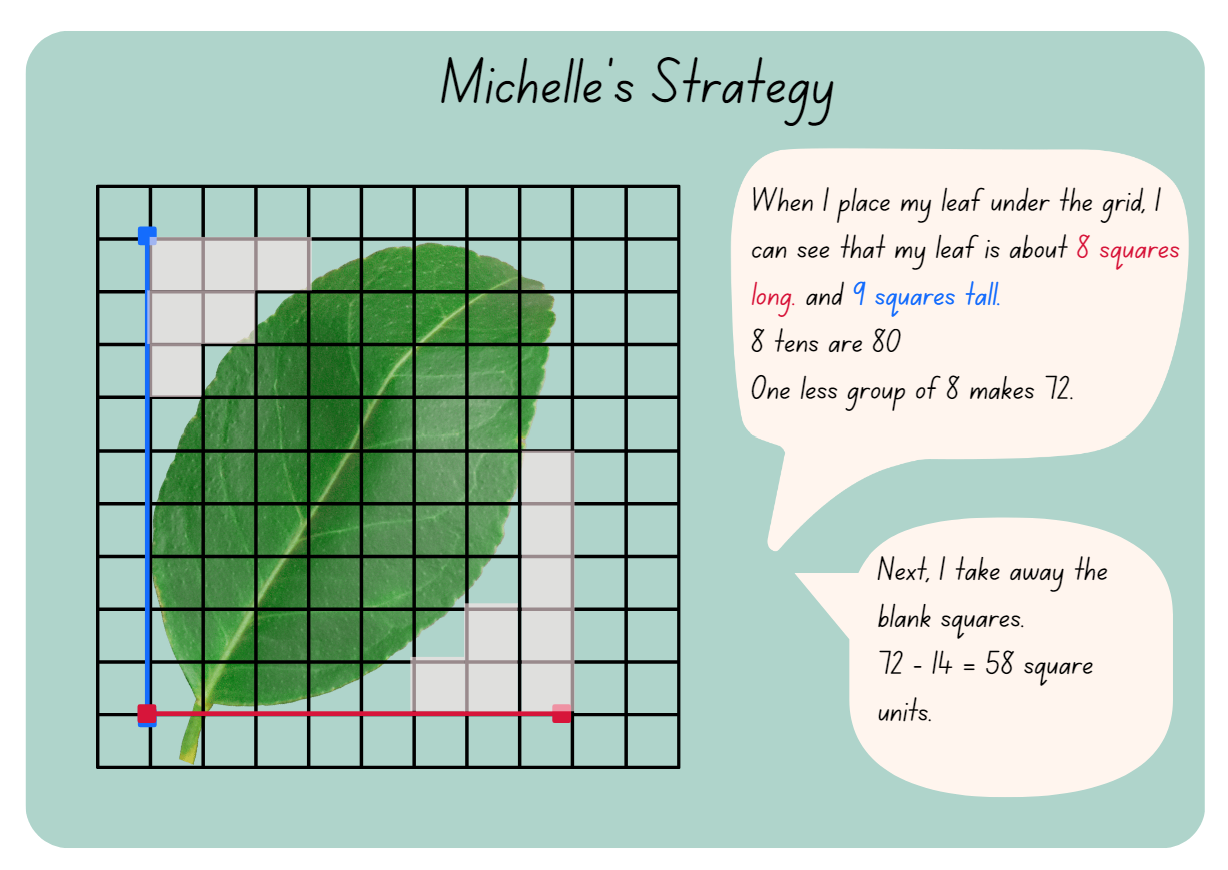 Michelle's Strategy
When I place my leaf under the grid, I
can see that my leaf is about 8 squares
long. and 9 squares tall.
8 tens are 80
One less group of 8 makes 72.
Next, I take away the
blank squares.
72 - 14 = 58 square
units.